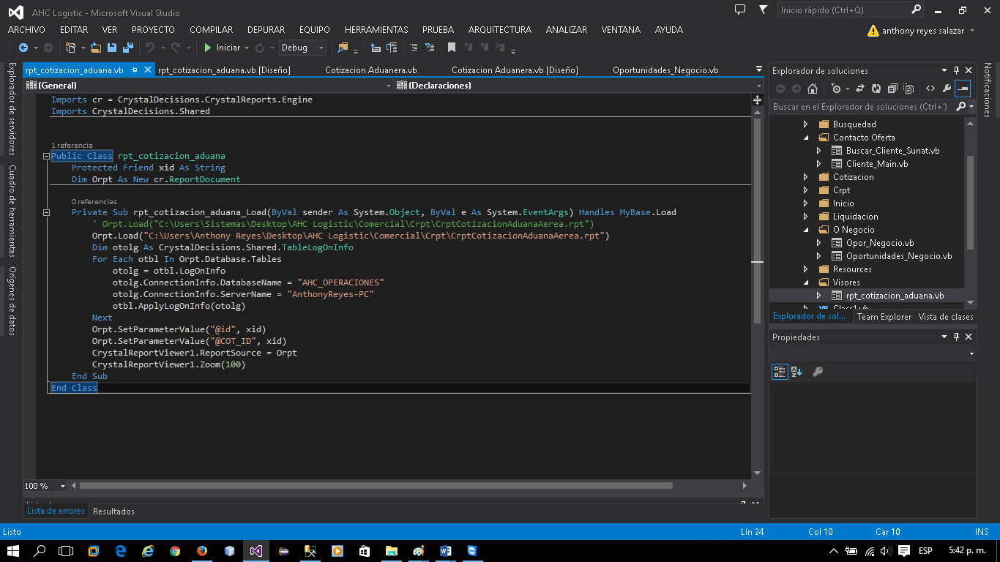 AHC Logistic - Microsoft Visual Studio
Inicio rápido (Ctrl+Q)
ARCHIVO EDITAR VER PROYECTO COMPILAR DEPURAR EQUIPO HERRAMIENTAS PRUEBA ARQUITECTURA ANALIZAR VENTANA AYUDA
anthony reyes salazar
Iniciar
Debug
rpt_cotizacion_aduana.vb
rpt_cotizacion_aduana.vb [Diseño]
Cotizacion Aduanera.vb
Cotizacion Aduanera.vb [Diseño]
Oportunidades_Negocio.vb
(General)
(Declaraciones)
Explorador de servidores
Cuadro de herramientas
Orígenes de datos
Imports cr = CrystalDecisions.CrystalReports.Engine
Imports CrystalDecisions.Shared
1 referencia
Public Class rpt_cotizacion_aduana
Protected Friend xid As String
Dim Orpt As New cr.ReportDocument
0 referencias
Private Sub rpt_cotizacion_aduana_Load(ByVal sender As System.Object, ByVal e As System.EventArgs) Handles MyBase.Load
' Orpt.Load("C:\Users\Sistemas\Desktop\AHC Logistic\Comercial\Crpt\CrptCotizacionAduanaAerea.rpt")
Orpt.Load("C:\Users\Anthony Reyes\Desktop\AHC Logistic\Comercial\Crpt\CrptCotizacionAduanaAerea.rpt")
Dim otolg As CrystalDecisions.Shared.TableLogOnInfo
For Each otbl In Orpt.Database.Tables
otolg = otbl.LogOnInfo
otolg.ConnectionInfo.DatabaseName = "AHC_OPERACIONES"
otolg.ConnectionInfo.ServerName = "AnthonyReyes-PC"
otbl.ApplyLogOnInfo(otolg)
Next
Orpt.SetParameterValue("@id", xid)
Orpt.SetParameterValue("@COT_ID", xid)
CrystalReportViewer1.ReportSource = Orpt
CrystalReportViewer1.Zoom(100)
End Sub
End Class
100 %
Lista de errores
Resultados
Explorador de soluciones
Buscar en el Explorador de soluciones (Ctrl+´)
Busquedad
Contacto Oferta
Buscar_Cliente_Sunat.vb
Cliente_Main.vb
Cotizacion
Crpt
Inicio
Liquidacion
O Negocio
Opor_Negocio.vb
Oportunidades_Negocio.vb
Resources
Visores
rpt_cotizacion_aduana.vb
Class1.vb
Explorador de sol...
Team Explorer
Vista de clases
Propiedades
Notificaciones
Listo
Lín 24
Col 10
Car 10
INS
ESP
5:42 p. m.